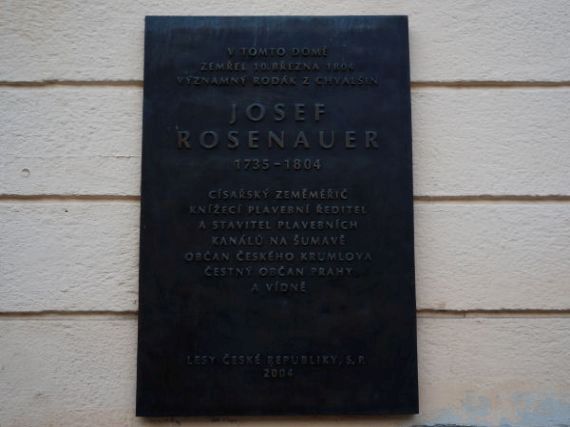 V TOMTO DOMĚ
ZEMŘEL 10. BŘEZNA 1804
VÝZNAMNÝ RODÁK Z CHVALŠIN
JOSEF
ROSENAUER
1735 – 1804
CÍSAŘSKÝ ZEMĚMĚŘIČ
KNÍŽECÍ PLAVEBNÍ ŘEDITEL
A STAVITEL PLAVEBNÍCH
KANÁLŮ NA ŠUMAVĚ
OBČAN ČESKÉHO KRUMLOVA
ČESTNÝ OBČAN PRAHY
A VÍDNĚ
LESY ČESKÉ REPUBLIKY, S. P.
2004